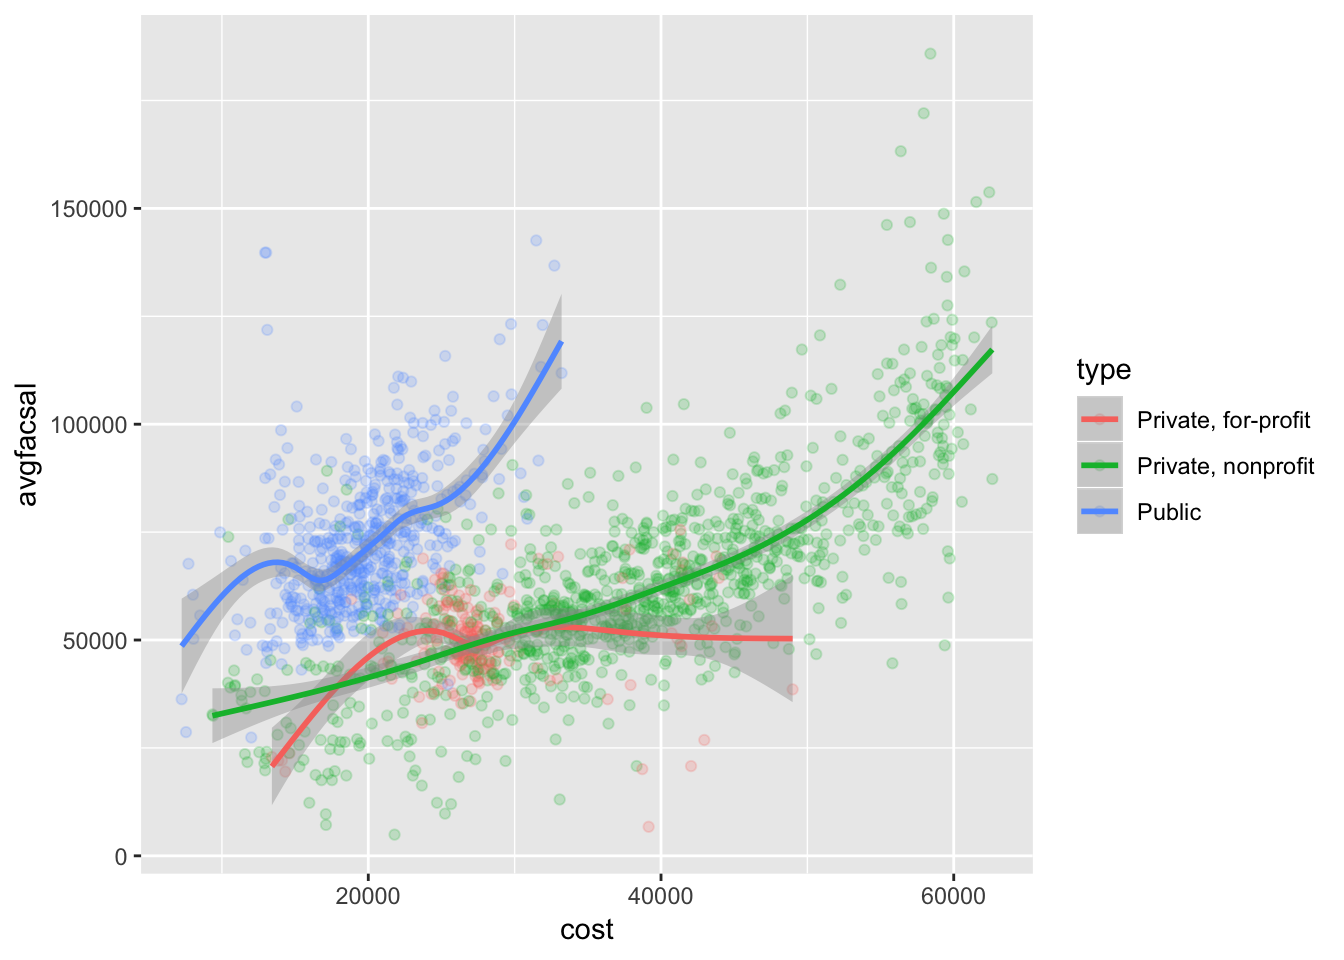 avgfacsal
150000
100000
50000
0
20000 40000 60000
cost
type
Private, for-profit
Private, nonprofit
Public